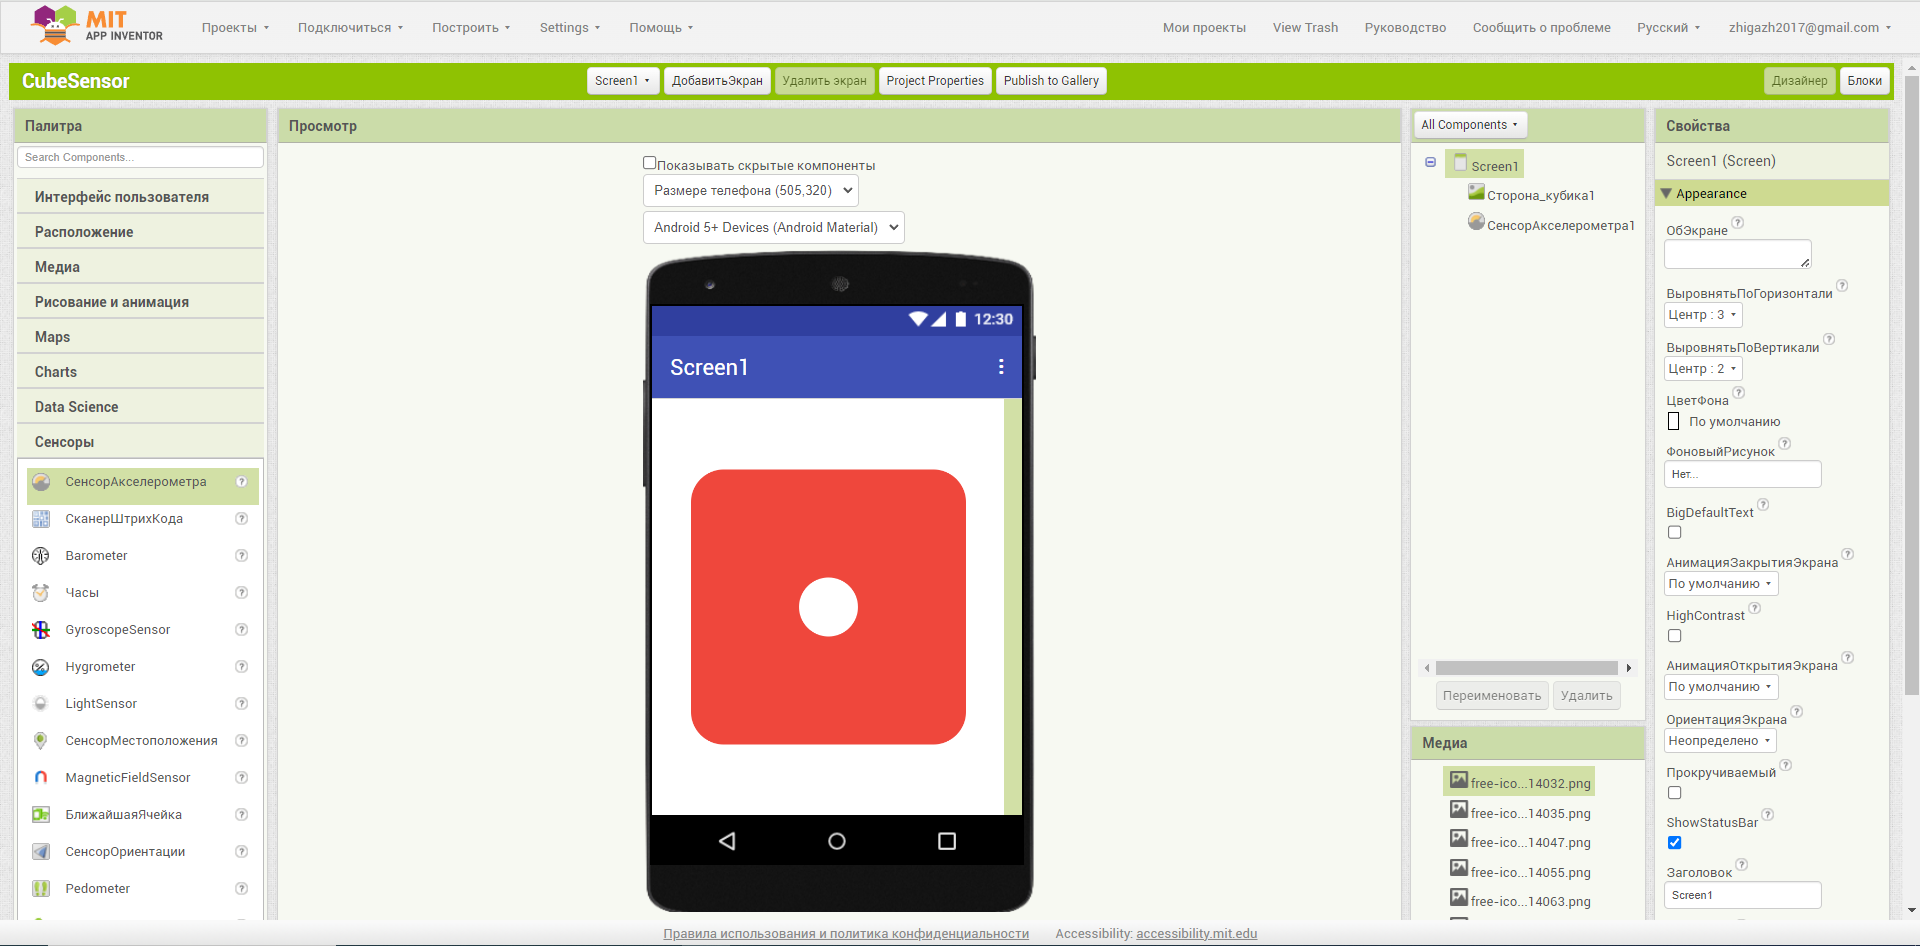 MIT
APP INVENTOR
Проекты
Подключиться
Построить
Settings
Помощь
Мои проекты
View Trash
Руководство
Сообщить о проблеме
Русский
zhigazh2017@gmail.com
CubeSensor
Screen1
ДобавитьЭкран
Удалить экран
Project Properties
Publish to Gallery
Дизайнер
Блоки
Палитра
Search Components...
Интерфейс пользователя
Расположение
Медиа
Рисование и анимация
Maps
Charts
Data Science
Сенсоры
СенсорАкселерометра
СканерШтрихКода
Barometer
Часы
GyroscopeSensor
Hygrometer
LightSensor
СенсорМестоположения
MagneticFieldSensor
БлижайшаяЯчейка
СенсорОриентации
Pedometer
Просмотр
Показывать скрытые компоненты
Размере телефона (505,320)
Android 5+ Devices (Android Material)
12:30
Screen1
All Components
Screen1
Сторона_кубика1
СенсорАкселерометра1
Переименовать
Удалить
Медиа
free-ico...14032.png
free-ico...14035.png
free-ico...14047.png
free-ico...14055.png
free-ico...14063.png
Свойства
Screen1 (Screen)
Appearance
ОбЭкране
ВыровнятьПоГоризонтали
Центр : 3
ВыровнятьПоВертикали
Центр : 2
ЦветФона
По умолчанию
ФоновыйРисунок
Нет...
BigDefaultText
АнимацияЗакрытияЭкрана
По умолчанию
HighContrast
АнимацияОткрытияЭкрана
По умолчанию
ОриентацияЭкрана
Неопределено
Прокручиваемый
ShowStatusBar
Заголовок
Screen1
Правила использования и политика конфиденциальности
Accessibility: accessibility.mit.edu